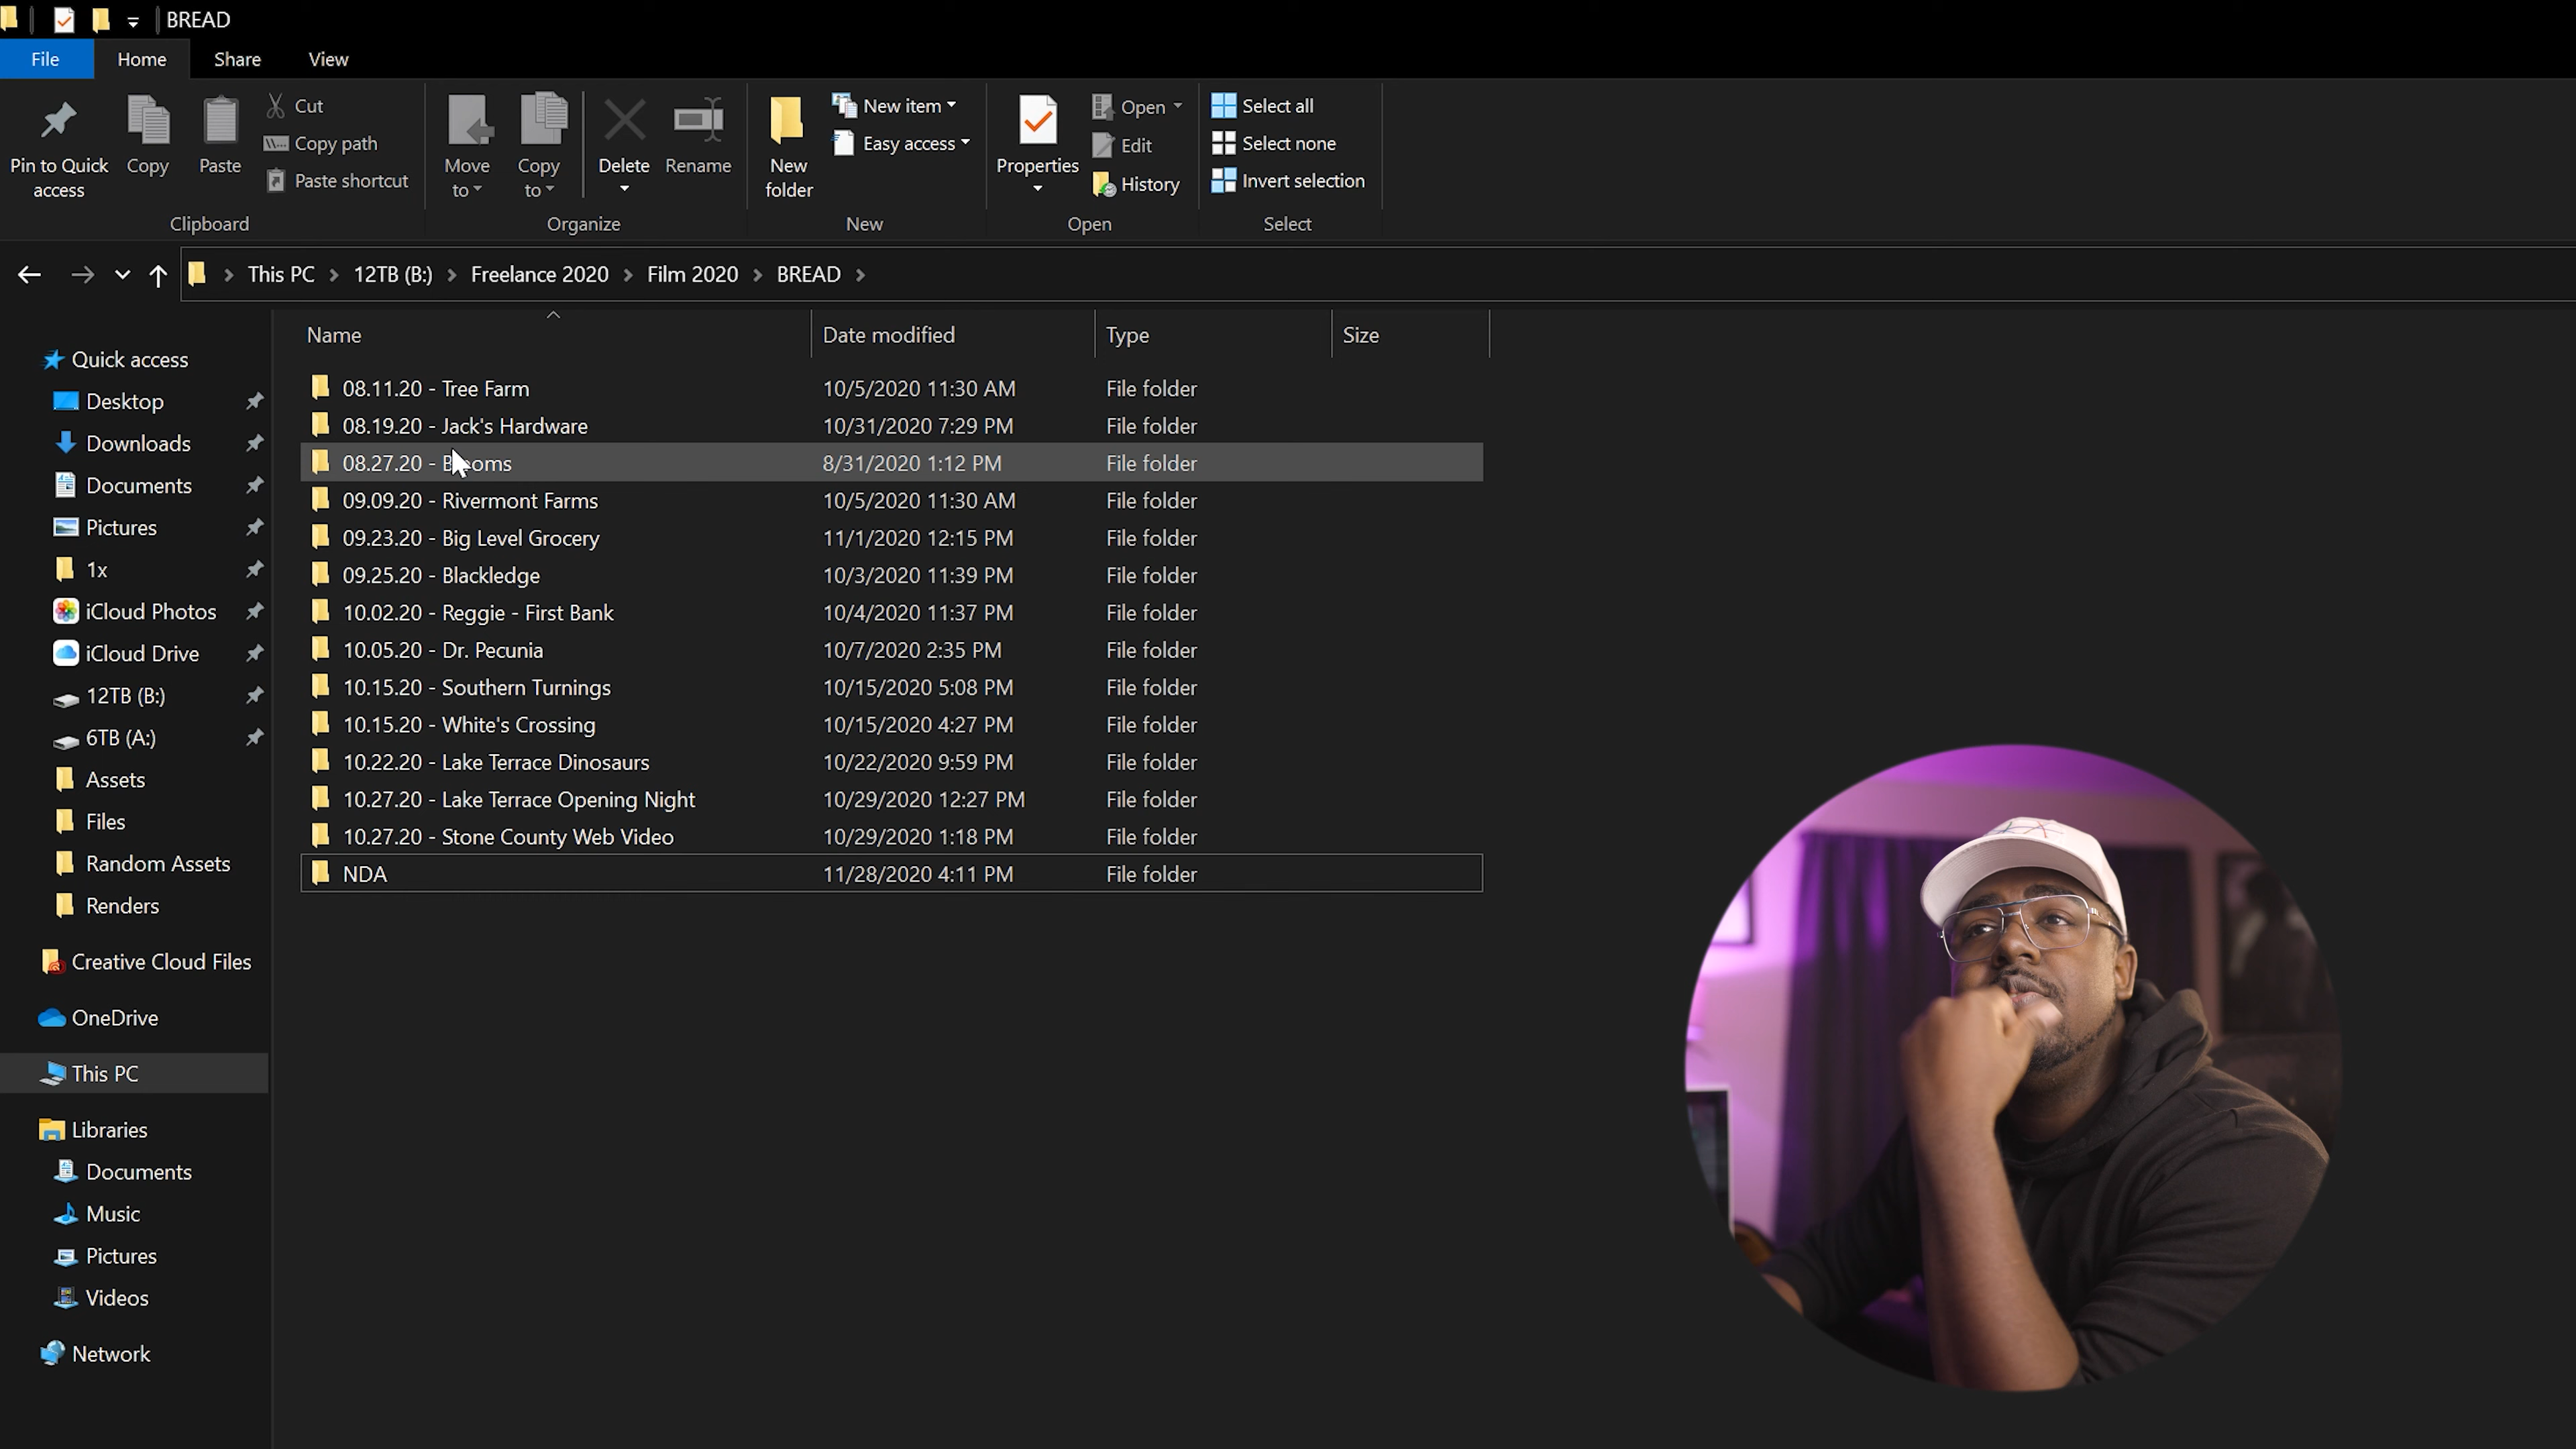 BREAD
File Home Share View
Pin to Quick access
Copy
Paste
Cut
Copy path
Paste shortcut
Clipboard
Move to
Copy to
Delete
Rename
Organize
New folder
New item
Easy access
New
Properties
Open
Edit
History
Open
Select all
Select none
Invert selection
Select
This PC > 12TB (B:) > Freelance 2020 > Film 2020 > BREAD >
Quick access
Desktop
Downloads
Documents
Pictures
1x
iCloud Photos
iCloud Drive
12TB (B:)
6TB (A:)
Assets
Files
Random Assets
Renders
Creative Cloud Files
OneDrive
This PC
Libraries
Documents
Music
Pictures
Videos
Network
Name Date modified Type Size
08.11.20 - Tree Farm 10/5/2020 11:30 AM File folder
08.19.20 - Jack's Hardware 10/31/2020 7:29 PM File folder
08.27.20 - 8/31/2020 1:12 PM File folder
09.09.20 - Rivermont Farms 10/5/2020 11:30 AM File folder
09.23.20 - Big Level Grocery 11/1/2020 12:15 PM File folder
09.25.20 - Blackledge 10/3/2020 11:39 PM File folder
10.02.20 - Reggie - First Bank 10/4/2020 11:37 PM File folder
10.05.20 - Dr. Pecunia 10/7/2020 2:35 PM File folder
10.15.20 - Southern Turnings 10/15/2020 5:08 PM File folder
10.15.20 - White's Crossing 10/15/2020 4:27 PM File folder
10.22.20 - Lake Terrace Dinosaurs 10/22/2020 9:59 PM File folder
10.27.20 - Lake Terrace Opening Night 10/29/2020 12:27 PM File folder
10.27.20 - Stone County Web Video 10/29/2020 1:18 PM File folder
NDA 11/28/2020 4:11 PM File folder